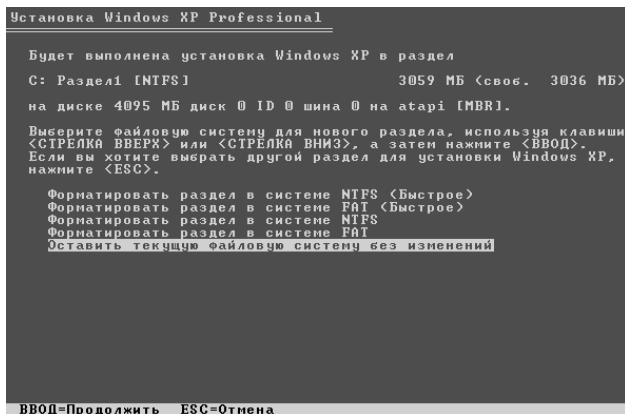 Установка Windows XP Professional
Будет выполнена установка Windows XP в раздел
C: Раздел1 [NTFS] 3059 МБ (своб. 3036 МБ)
на диске 4095 МБ диск 0 ID 0 шина 0 на atapi [MBR].
Выберите файловую систему для нового раздела, используя клавиши
<СТРЕЛКА ВВЕРХ> или <СТРЕЛКА ВНИЗ>, а затем нажмите <ВВОД>.
Если вы хотите выбрать другой раздел для установки Windows XP,
нажмите <ESC>.
Форматировать раздел в системе NTFS (Быстрое)
Форматировать раздел в системе FAT (Быстрое)
Форматировать раздел в системе NTFS
Форматировать раздел в системе FAT
Оставить текущую файловую систему без изменений
ВВОД=Продолжить ESC=Отмена